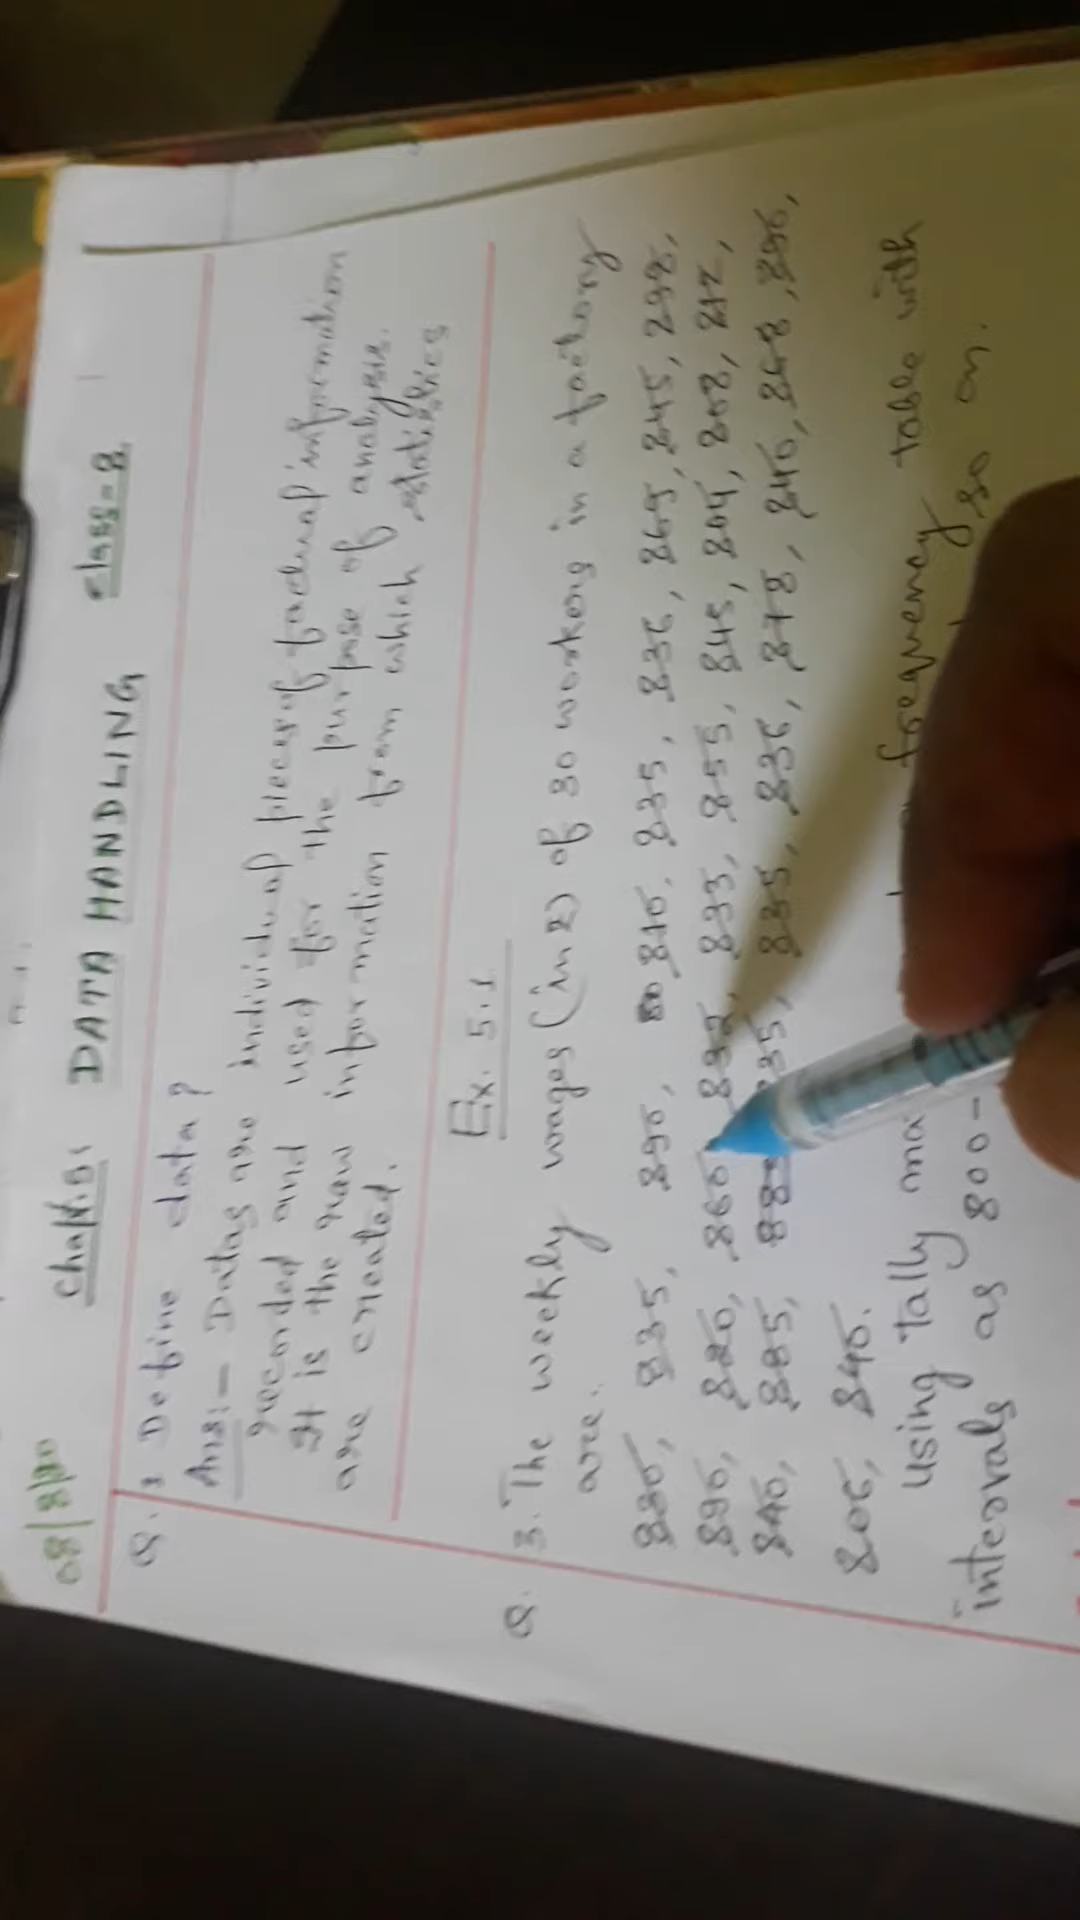 08/8/20
Chap.5: DATA HANDLING Class-8
Q. 1 Define data?
Ans:- Datas are individual pieces of factual information
recorded and used for the purpose of analysis.
It is the raw information from which statistics
are created.
Ex. 5.1
Q. 3. The weekly wages (in ₹) of 30 workers in a factory
are.
830, 835, 890, 810, 835, 836, 869, 845, 898,
890, 820, 860, 832, 833, 855, 845, 804, 808, 812,
840, 885, 835, 835, 836, 878, 840, 868, 890,
806, 840.
using tally frequency table with
intervals as 800- so on.